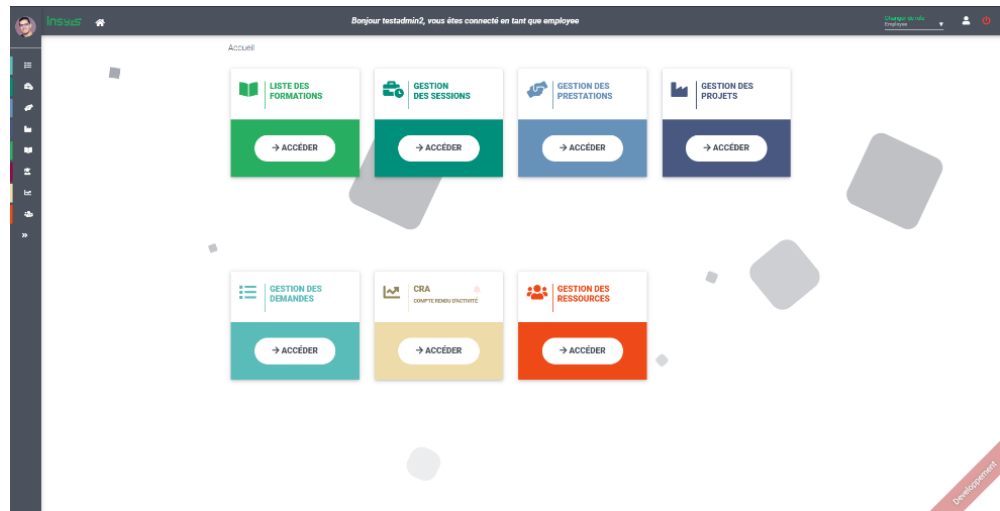 insyis
Bonjour testadmin2, vous êtes connecté en tant que employee
Changer de role
Employee
Accueil
LISTE DES
FORMATIONS
ACCÉDER
GESTION
DES SESSIONS
ACCÉDER
GESTION DES
PRESTATIONS
ACCÉDER
GESTION DES
PROJETS
ACCÉDER
GESTION DES
DEMANDES
ACCÉDER
CRA
COMPTE RENDU D'ACTIVITÉ
ACCÉDER
GESTION DES
RESSOURCES
ACCÉDER
Developpement